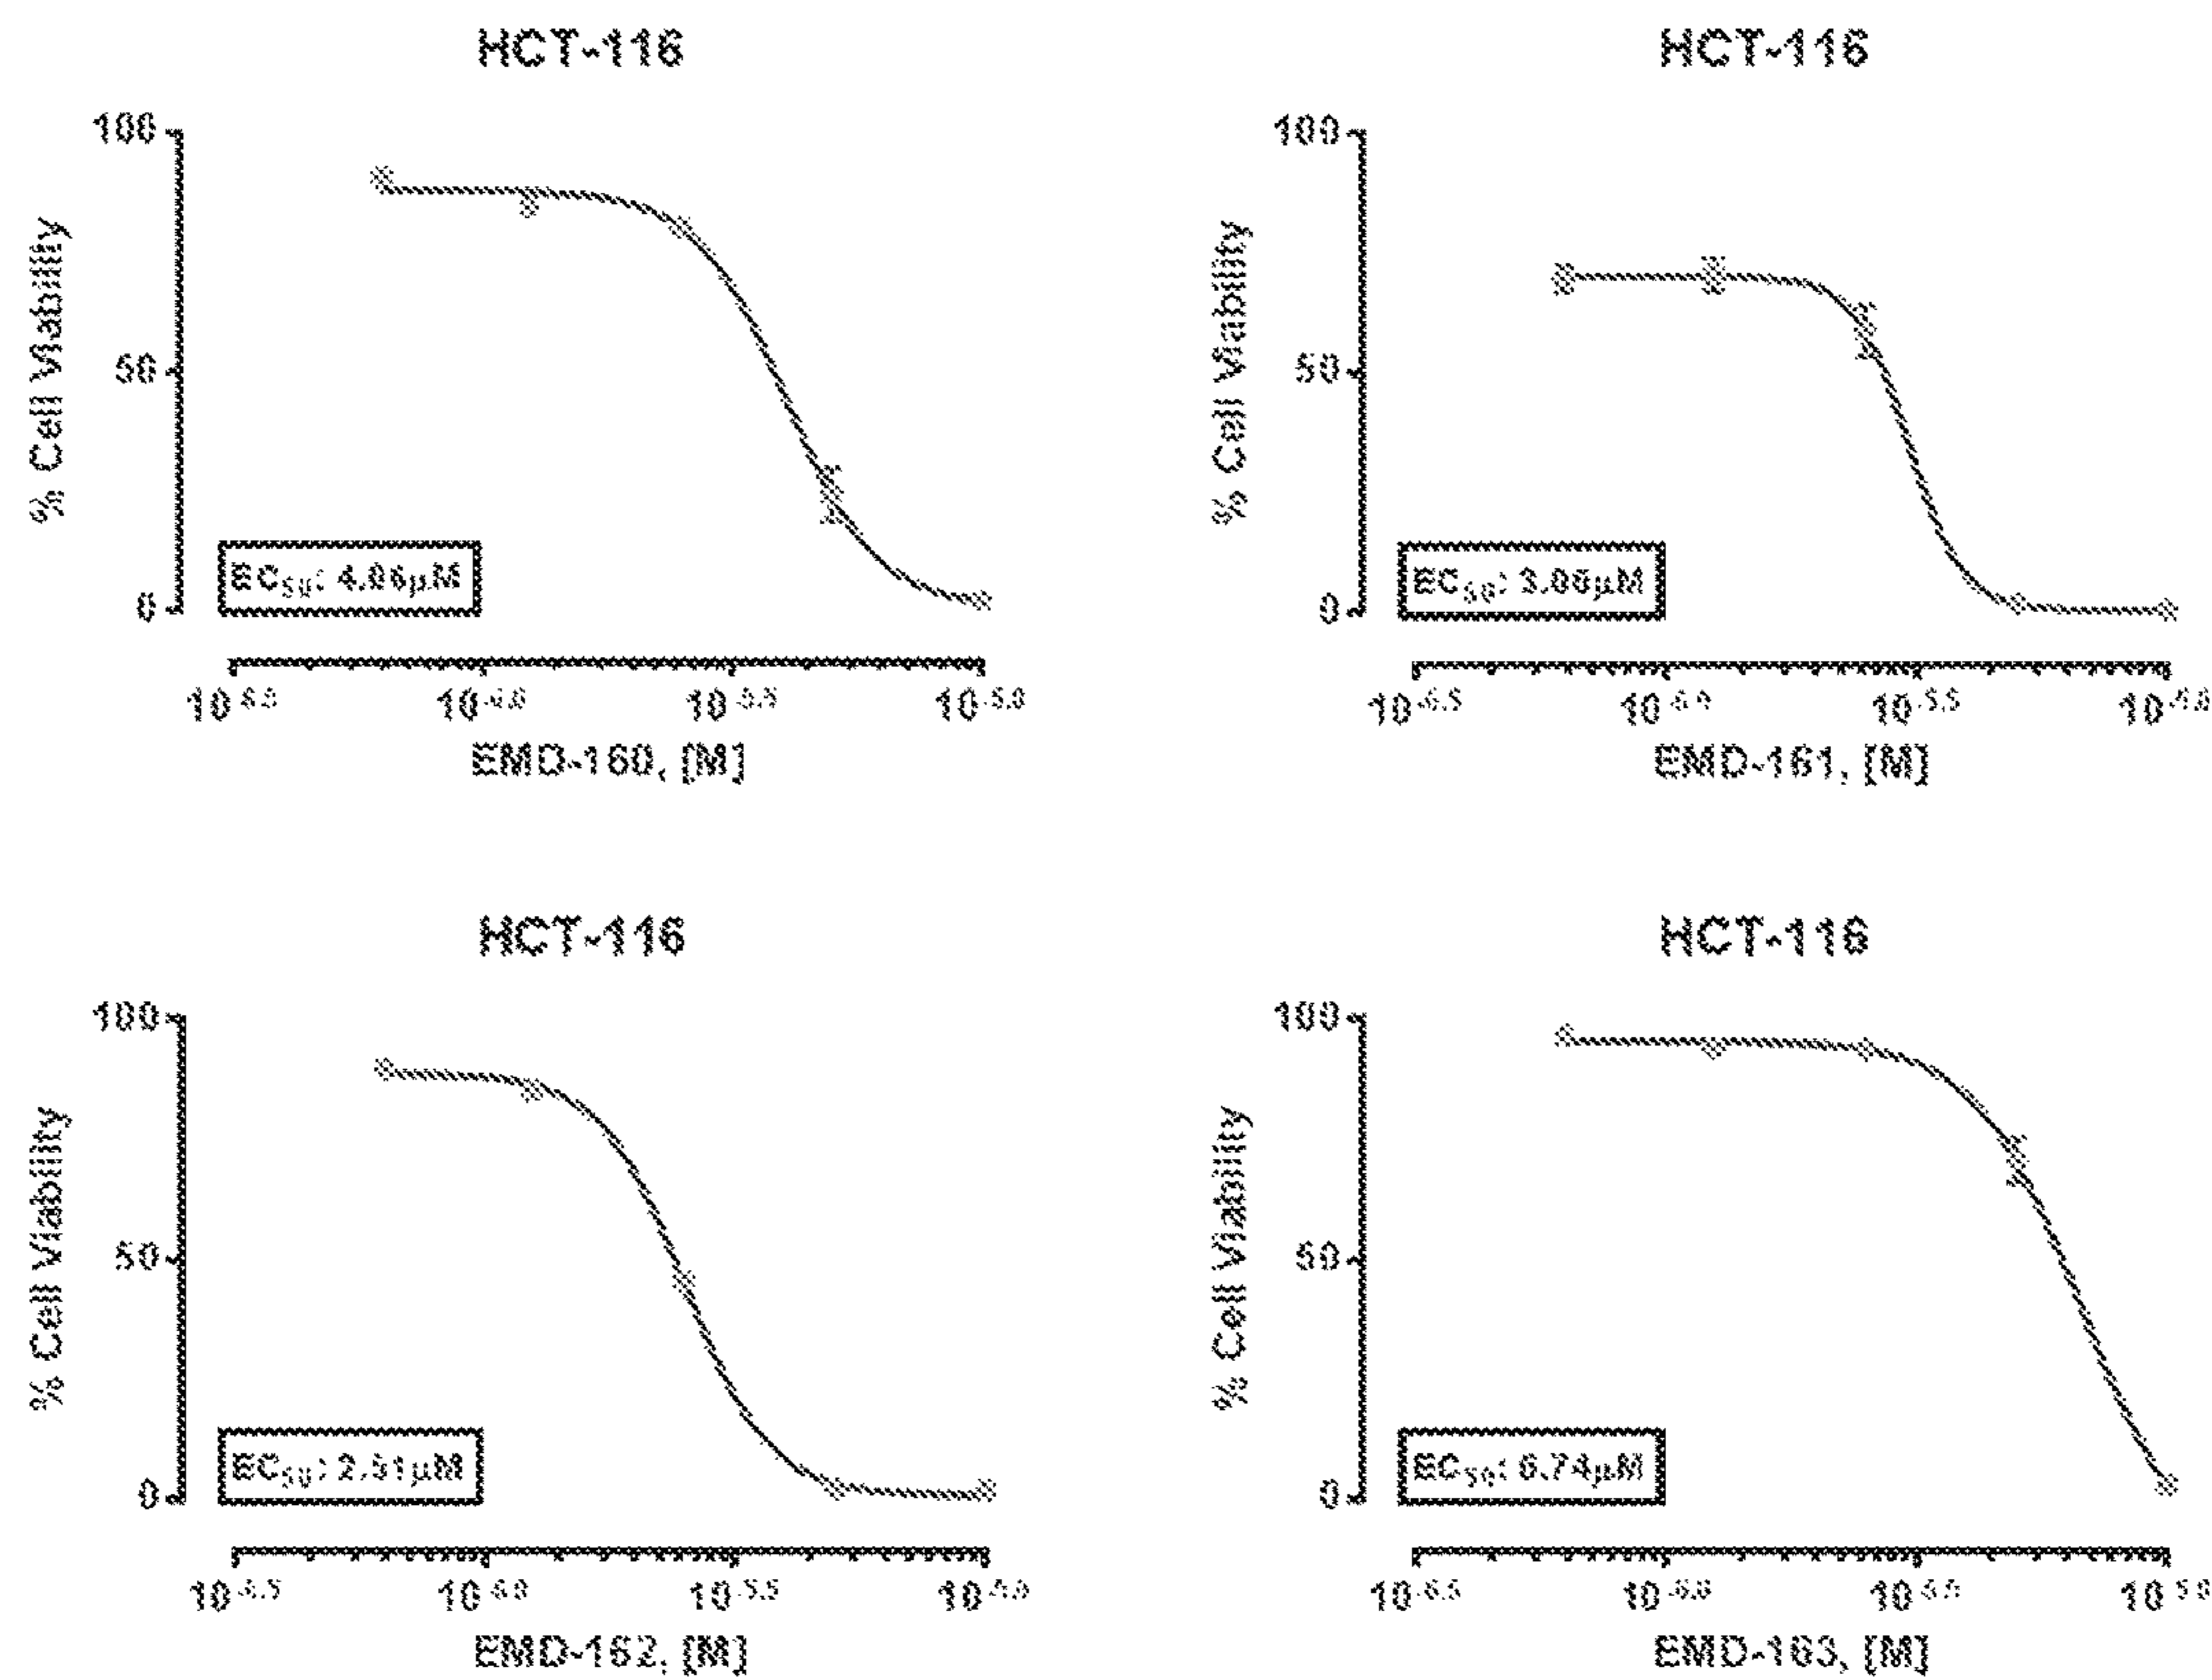 HCT-116
100
50
0
% Cell Viability
EC₅₀: 4.06µM
10⁻⁶·⁵ 10⁻⁶·⁰ 10⁻⁵·⁵ 10⁻⁵·⁰
EMD-160, [M]
HCT-116
100
50
0
% Cell Viability
EC₅₀: 3.06µM
10⁻⁶·⁵ 10⁻⁶·⁰ 10⁻⁵·⁵ 10⁻⁵·⁰
EMD-161, [M]
HCT-116
100
50
0
% Cell Viability
EC₅₀: 2.51µM
10⁻⁶·⁵ 10⁻⁶·⁰ 10⁻⁵·⁵ 10⁻⁵·⁰
EMD-162, [M]
HCT-116
100
50
0
% Cell Viability
EC₅₀: 6.74µM
10⁻⁶·⁵ 10⁻⁶·⁰ 10⁻⁵·⁵ 10⁻⁵·⁰
EMD-163, [M]